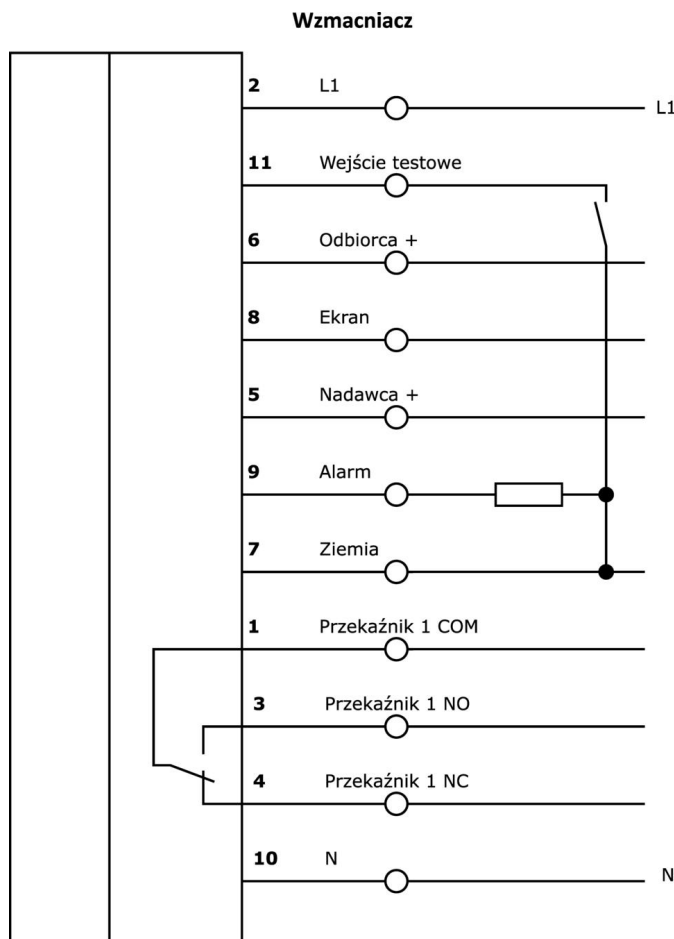 Wzmacniacz
2 L1
L1
11 Wejście testowe
6 Odbiorca +
8 Ekran
5 Nadawca +
9 Alarm
7 Ziemia
1 Przekaźnik 1 COM
3 Przekaźnik 1 NO
4 Przekaźnik 1 NC
10 N
N